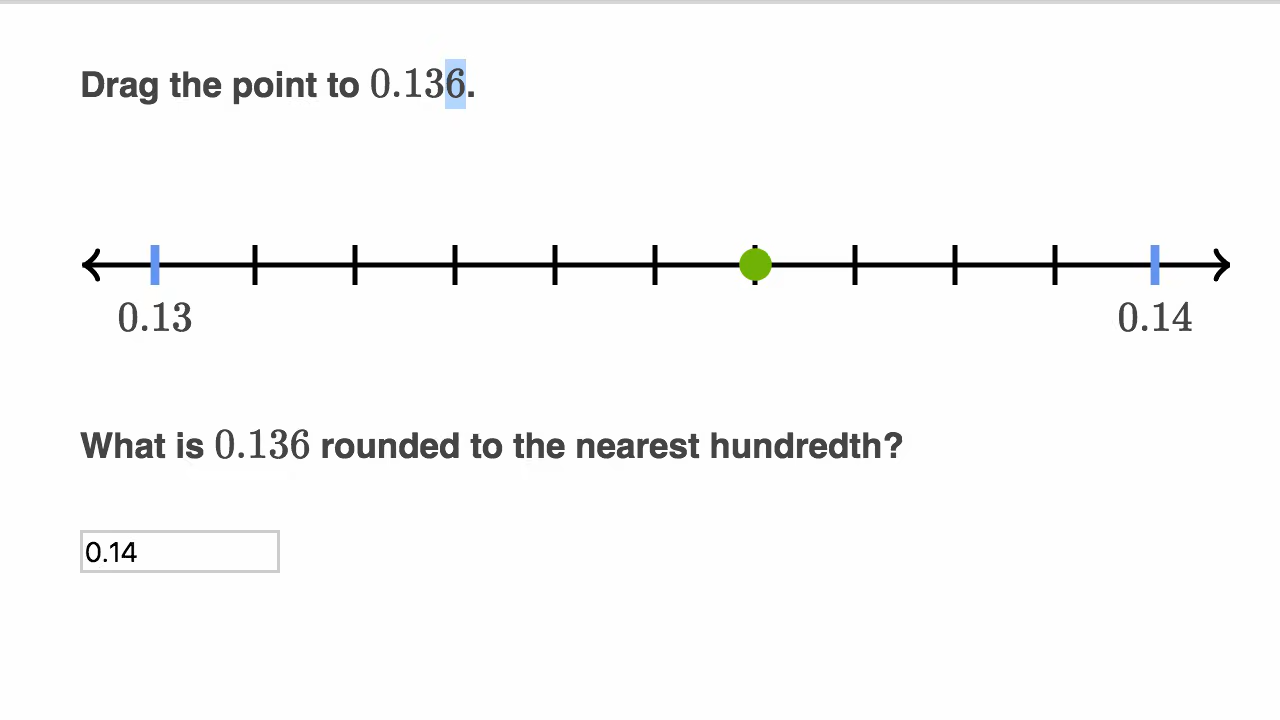 Drag the point to 0.136.
0.13
0.14
What is 0.136 rounded to the nearest hundredth?
0.14